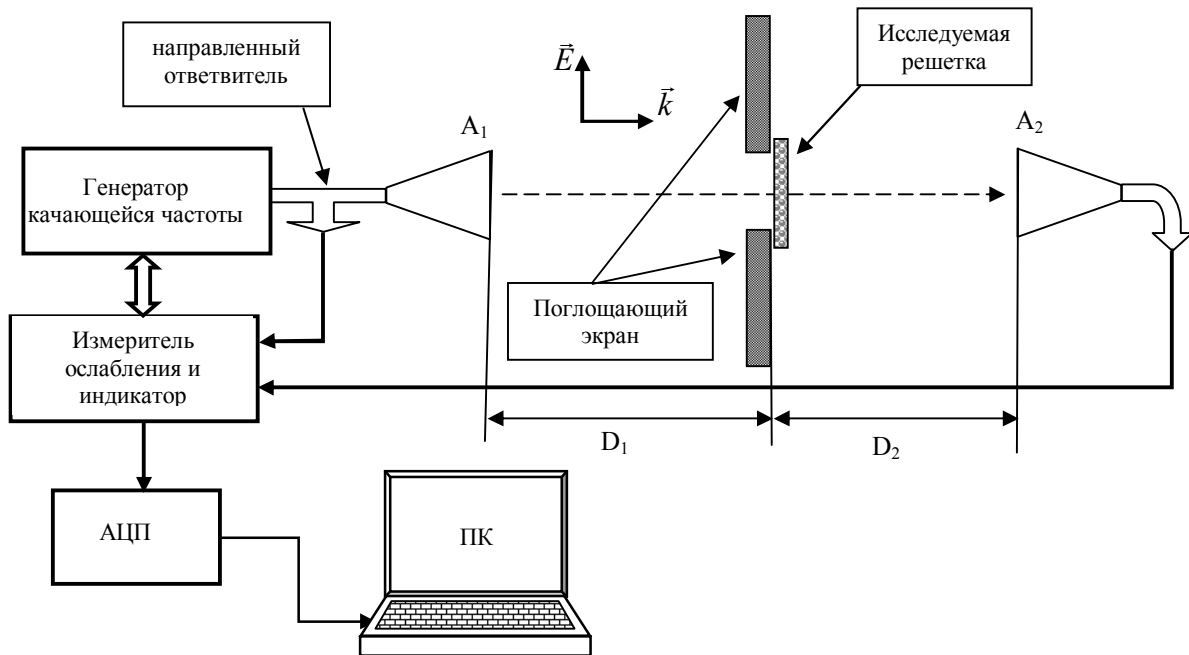 направленный
ответвитель
Исследуемая
решетка
E⃗
k⃗
A₁
A₂
Генератор
качающейся частоты
Поглощающий
экран
Измеритель
ослабления и
индикатор
D₁
D₂
АЦП
ПК